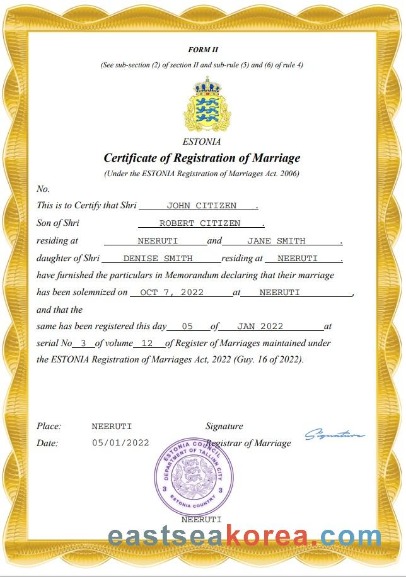 FORM II
(See sub-section (2) of section II and sub-rule (5) and (6) of rule 4)
ESTONIA
Certificate of Registration of Marriage
(Under the ESTONIA Registration of Marriages Act. 2006)
No.
This is to Certify that Shri JOHN CITIZEN .
Son of Shri ROBERT CITIZEN .
residing at NEERUTI and JANE SMITH .
daughter of Shri DENISE SMITH residing at NEERUTI .
have furnished the particulars in Memorandum declaring that their marriage
has been solemnized on OCT 7, 2022 at NEERUTI ,
and that the
same has been registered this day 05 of JAN 2022 at
serial No 3 of volume 12 of Register of Marriages maintained under
the ESTONIA Registration of Marriages Act, 2022 (Guy. 16 of 2022).
Place: NEERUTI Signature
Signature
Date: 05/01/2022 Registrar of Marriage
ESTONIA COUNCIL
DEPARTMENT OF TALLINN CITY
3 3
ESTONIA COUNTRY
NEERUTI
eastseakorea.com